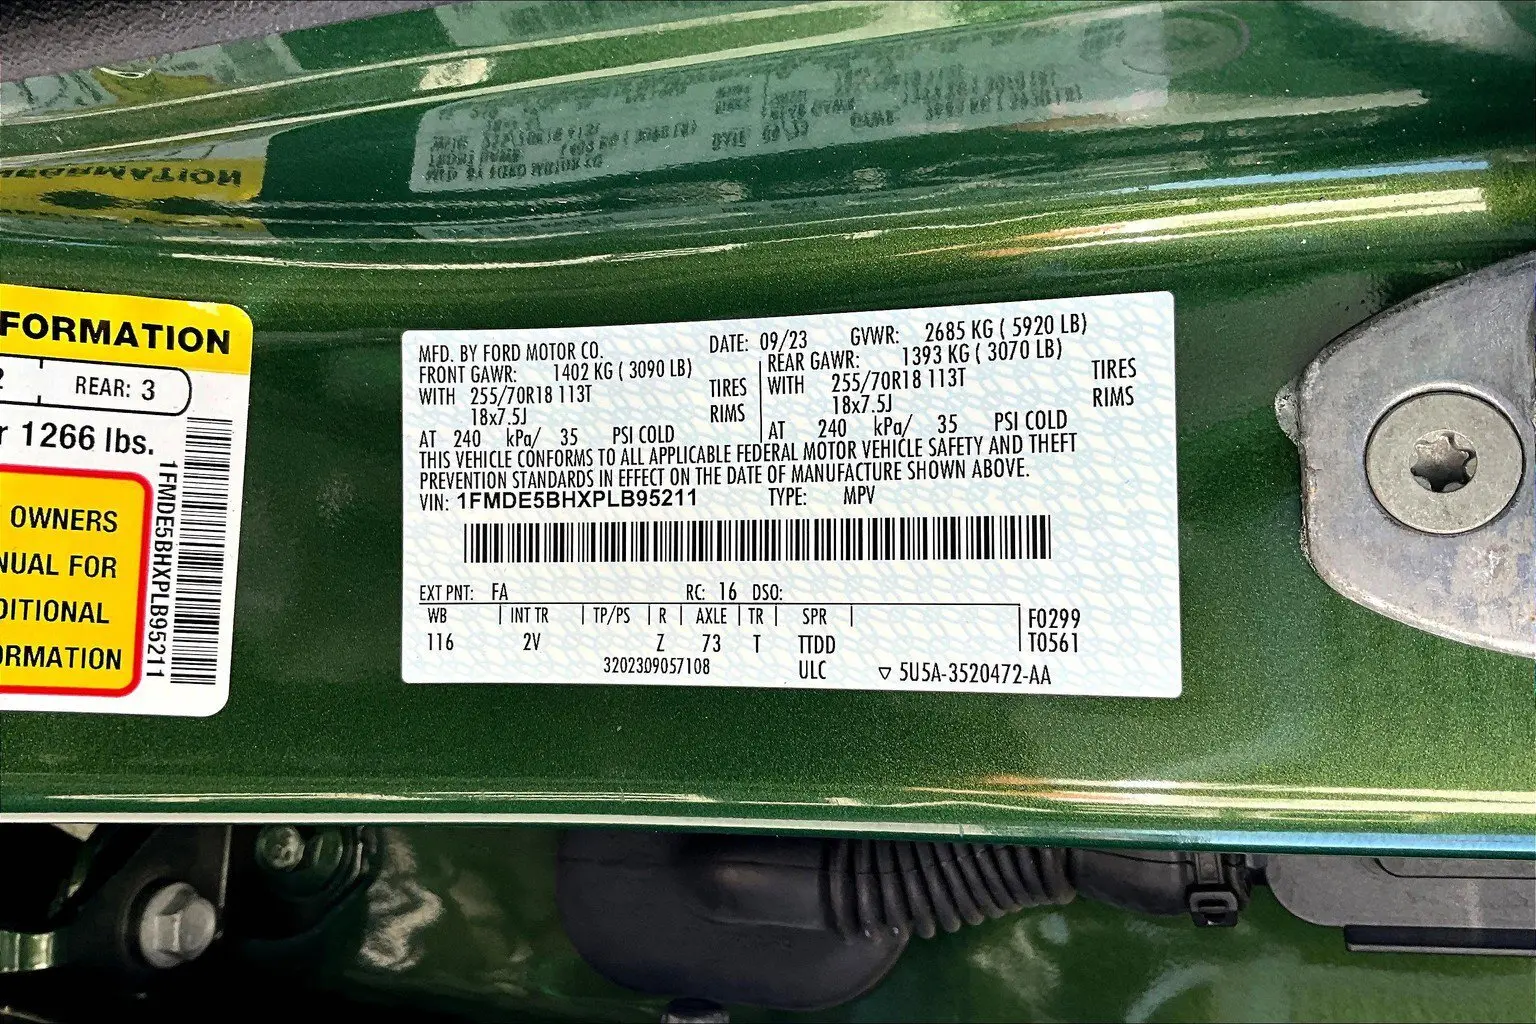 FORMATION
REAR: 3
1266 lbs.
OWNERS
NUAL FOR
DITIONAL
ORMATION
1FMDE5BHXPLB95211
MFD. BY FORD MOTOR CO. DATE: 09/23 GVWR: 2685 KG ( 5920 LB)
FRONT GAWR: 1402 KG ( 3090 LB) REAR GAWR: 1393 KG ( 3070 LB)
WITH 255/70R18 113T TIRES WITH 255/70R18 113T TIRES
18x7.5J RIMS 18x7.5J RIMS
AT 240 kPa/ 35 PSI COLD AT 240 kPa/ 35 PSI COLD
THIS VEHICLE CONFORMS TO ALL APPLICABLE FEDERAL MOTOR VEHICLE SAFETY AND THEFT
PREVENTION STANDARDS IN EFFECT ON THE DATE OF MANUFACTURE SHOWN ABOVE.
VIN: 1FMDE5BHXPLB95211 TYPE: MPV
EXT PNT: FA RC: 16 DSO:
WB INT TR TP/PS R AXLE TR SPR F0299
116 2V Z 73 T TTDD T0561
3202309057108 ULC ▽ 5U5A-3520472-AA